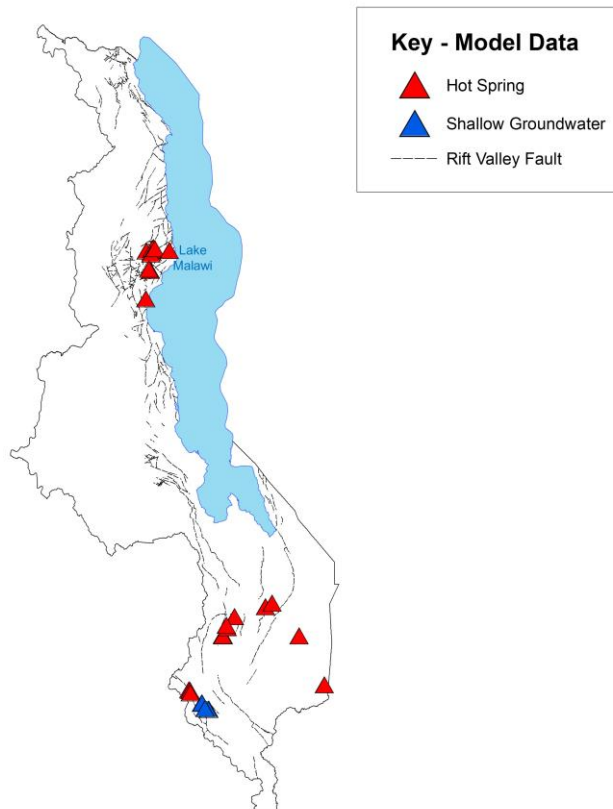 Key - Model Data
Hot Spring
Shallow Groundwater
Rift Valley Fault
Lake
Malawi